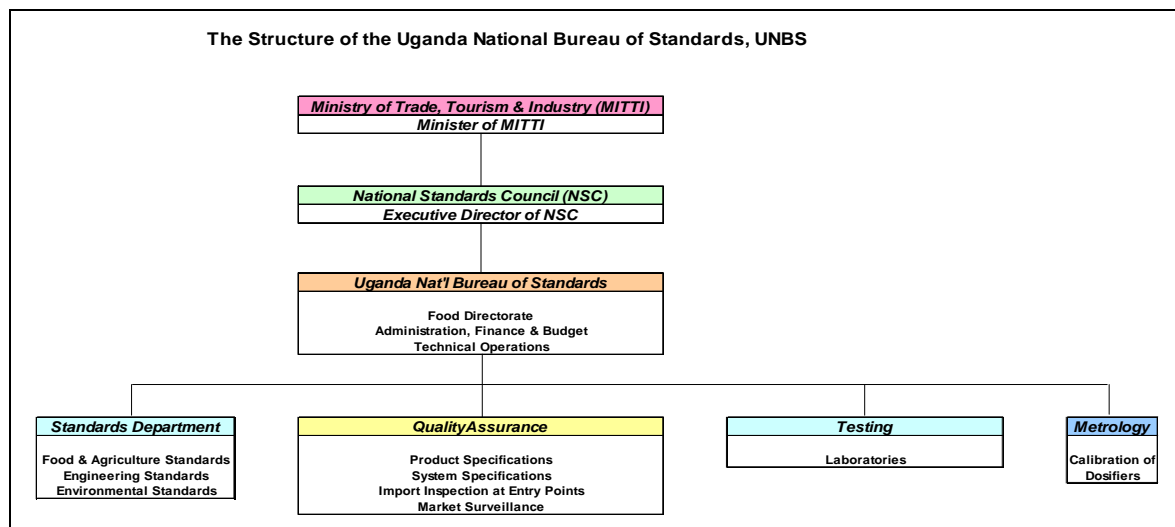 The Structure of the Uganda National Bureau of Standards, UNBS
Ministry of Trade, Tourism & Industry (MITTI)
Minister of MITTI
National Standards Council (NSC)
Executive Director of NSC
Uganda Nat'l Bureau of Standards
Food Directorate
Administration, Finance & Budget
Technical Operations
Standards Department
Food & Agriculture Standards
Engineering Standards
Environmental Standards
QualityAssurance
Product Specifications
System Specifications
Import Inspection at Entry Points
Market Surveillance
Testing
Laboratories
Metrology
Calibration of
Dosifiers